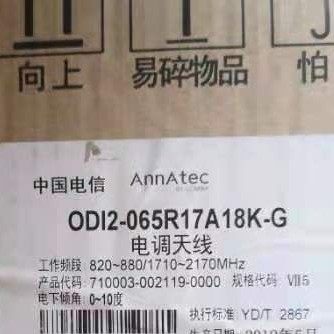 向上 易碎物品 怕
中国电信 AnnAtec
ODI2-065R17A18K-G
电调天线
工作频段: 820~880/1710~2170MHz
产品代码: 710003-002119-0000 规格代码: Ⅶ5
电下倾角: 0~10度
执行标准: YD/T 2867